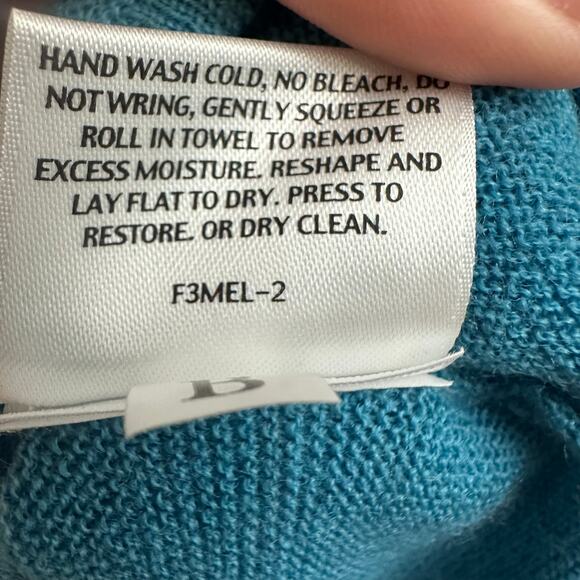 HAND WASH COLD, NO BLEACH, DO
NOT WRING, GENTLY SQUEEZE OR
ROLL IN TOWEL TO REMOVE
EXCESS MOISTURE. RESHAPE AND
LAY FLAT TO DRY. PRESS TO
RESTORE. OR DRY CLEAN.
F3MEL-2